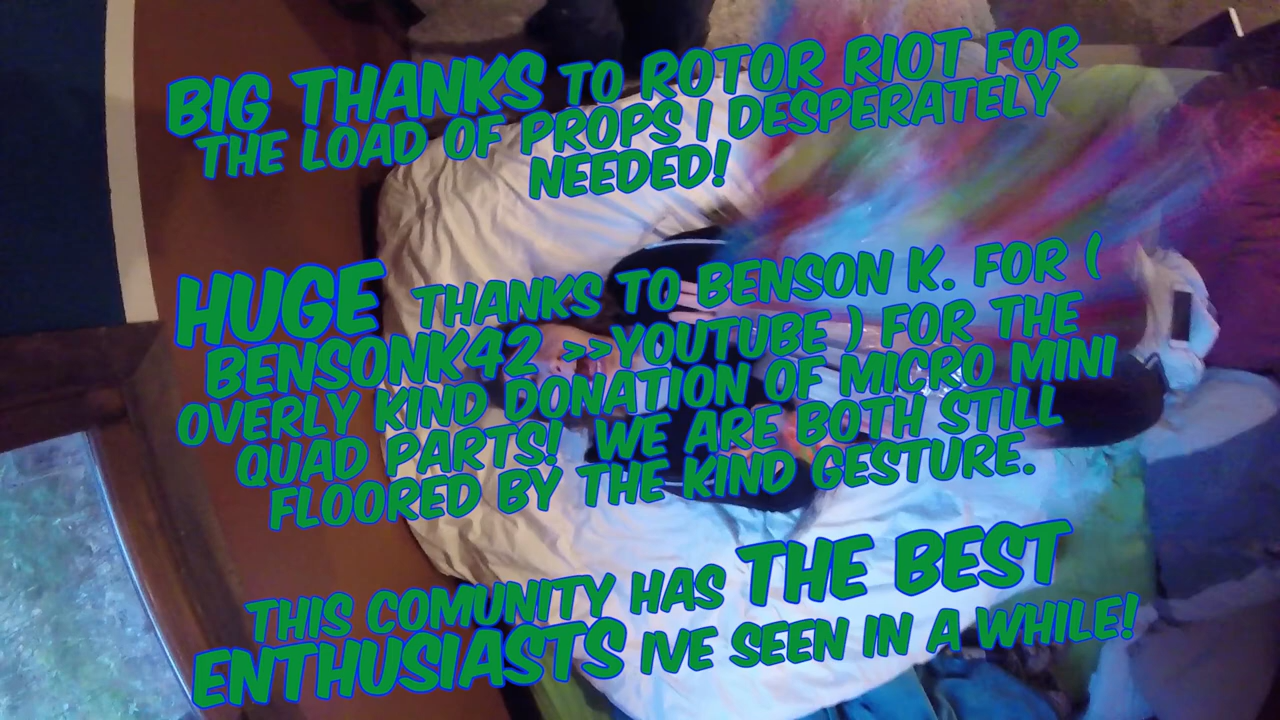 BIG THANKS TO ROTOR RIOT FOR
THE LOAD OF PROPS I DESPERATELY
NEEDED!
HUGE THANKS TO BENSON K. FOR (
BENSONK42 >>YOUTUBE ) FOR THE
OVERLY KIND DONATION OF MICRO MINI
QUAD PARTS! WE ARE BOTH STILL
FLOORED BY THE KIND GESTURE.
THIS COMUNITY HAS THE BEST
ENTHUSIASTS IVE SEEN IN A WHILE!